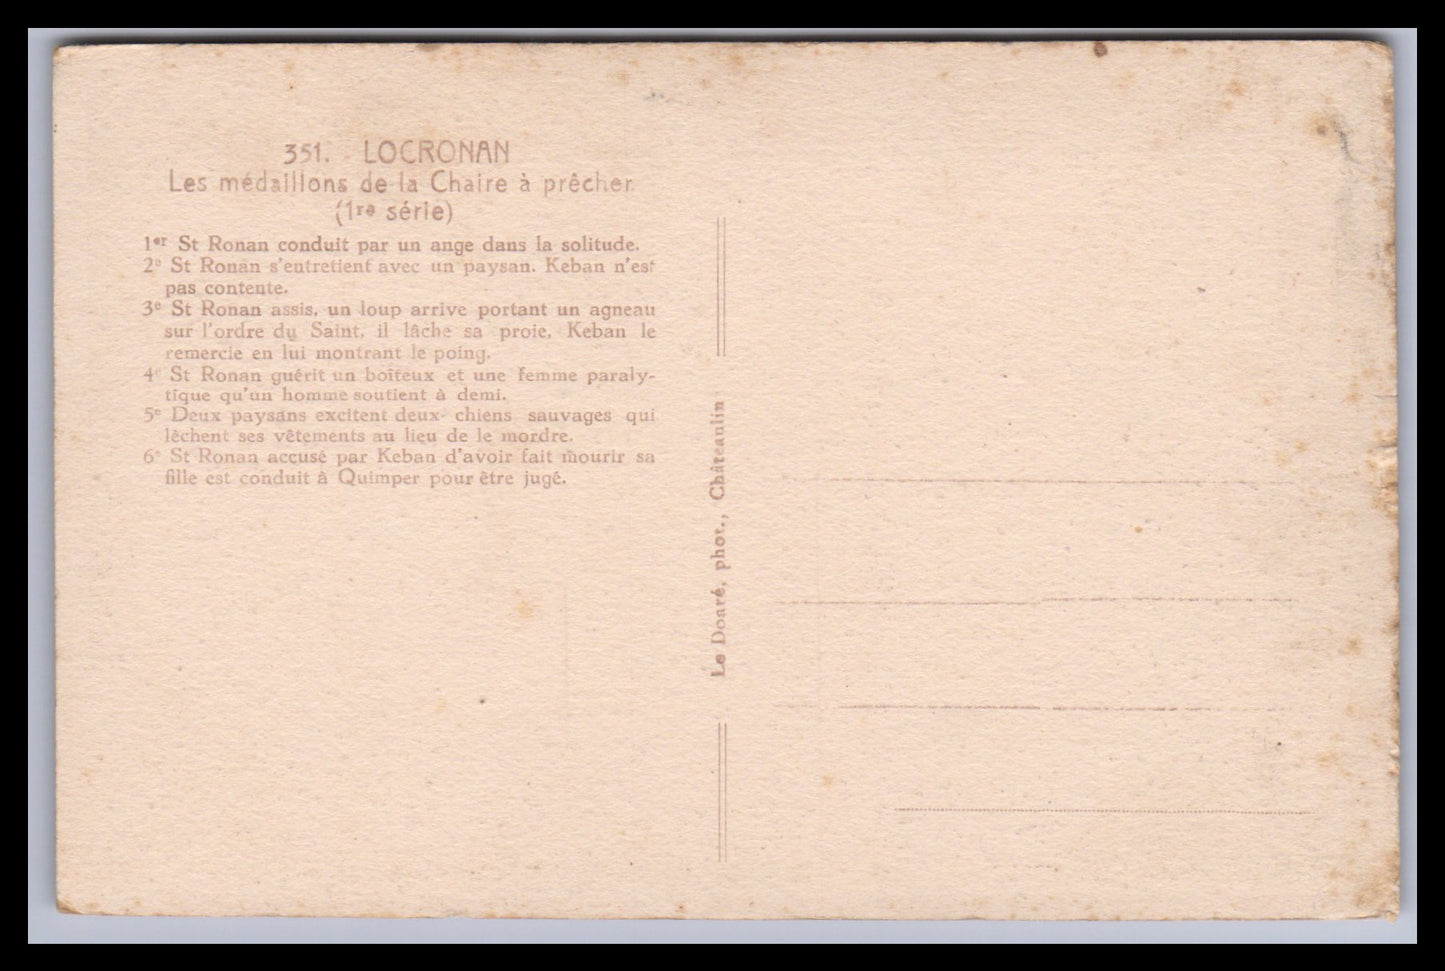 351. LOCRONAN
Les médaillons de la Chaire à prêcher
(1re série)
1er St Ronan conduit par un ange dans la solitude.
2e St Ronan s'entretient avec un paysan. Keban n'est
pas contente.
3e St Ronan assis, un loup arrive portant un agneau
sur l'ordre du Saint, il lâche sa proie, Keban le
remercie en lui montrant le poing.
4e St Ronan guérit un boîteux et une femme paraly-
tique qu'un homme soutient à demi.
5e Deux paysans excitent deux chiens sauvages qui
lèchent ses vêtements au lieu de le mordre.
6e St Ronan accusé par Keban d'avoir fait mourir sa
fille est conduit à Quimper pour être jugé.
Le Doaré, phot., Châteaulin